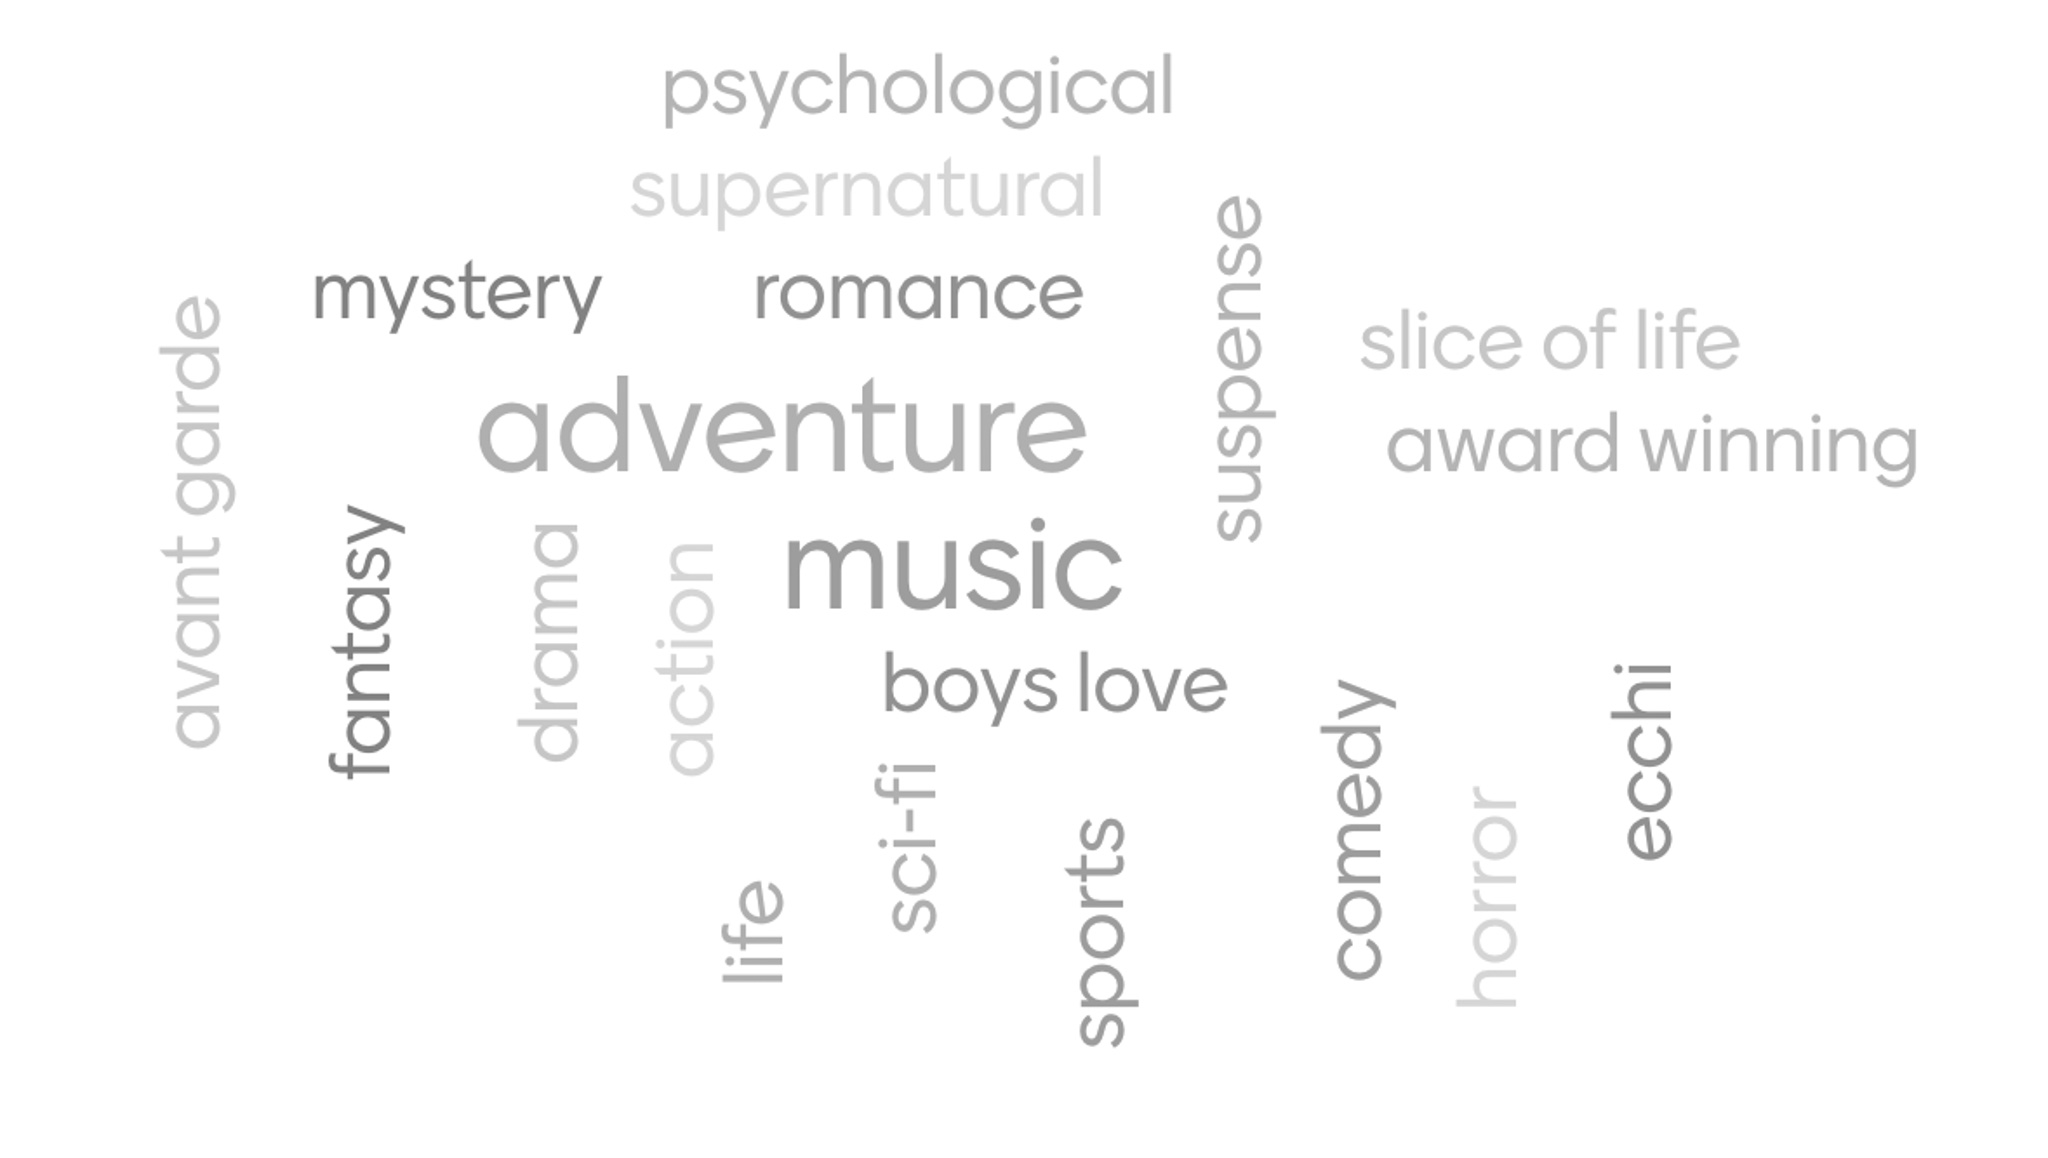 psychological
supernatural
suspense
mystery
romance
avant garde
slice of life
adventure
award winning
fantasy
drama
action
music
boys love
ecchi
comedy
sci-fi
horror
sports
life